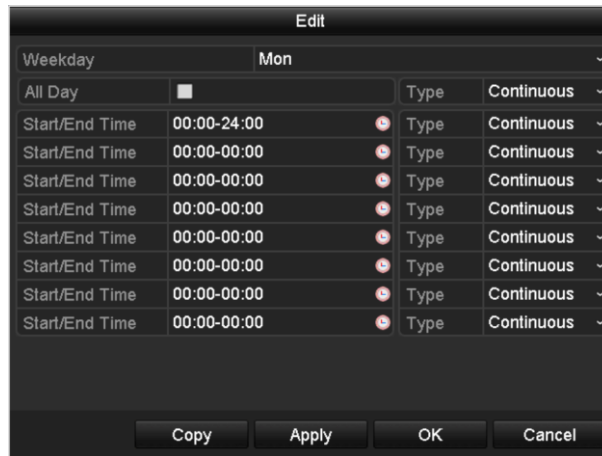 Edit
Weekday Mon
All Day Type Continuous
Start/End Time 00:00-24:00 Type Continuous
Start/End Time 00:00-00:00 Type Continuous
Start/End Time 00:00-00:00 Type Continuous
Start/End Time 00:00-00:00 Type Continuous
Start/End Time 00:00-00:00 Type Continuous
Start/End Time 00:00-00:00 Type Continuous
Start/End Time 00:00-00:00 Type Continuous
Start/End Time 00:00-00:00 Type Continuous
Copy Apply OK Cancel